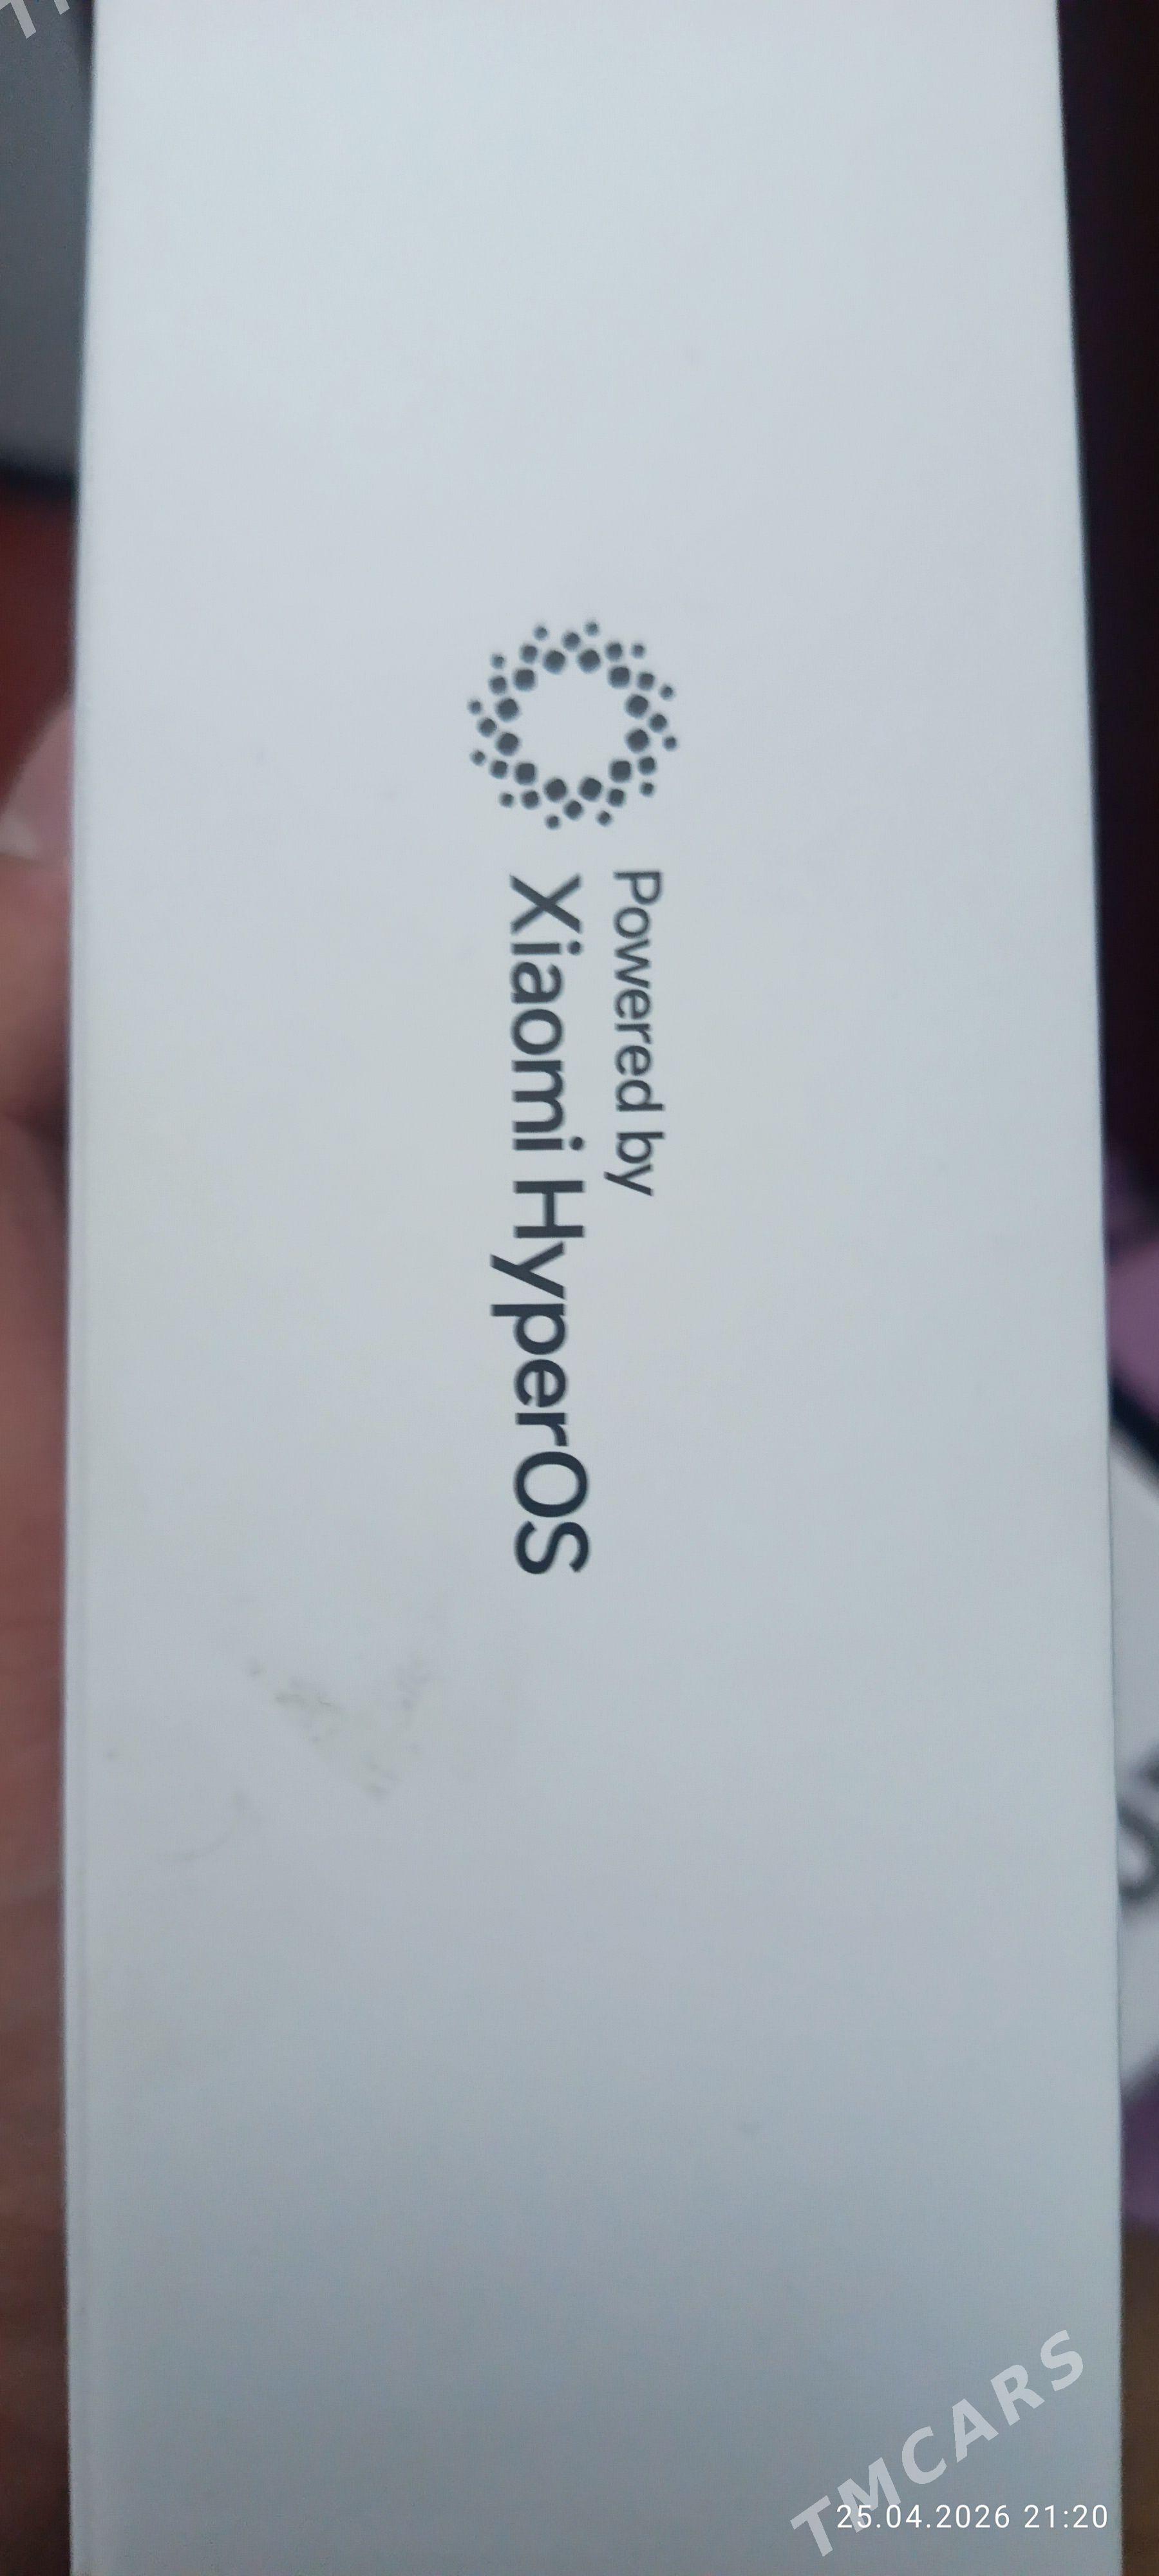 Powered by
Xiaomi HyperOS
TMCARS
25.04.2026 21:20